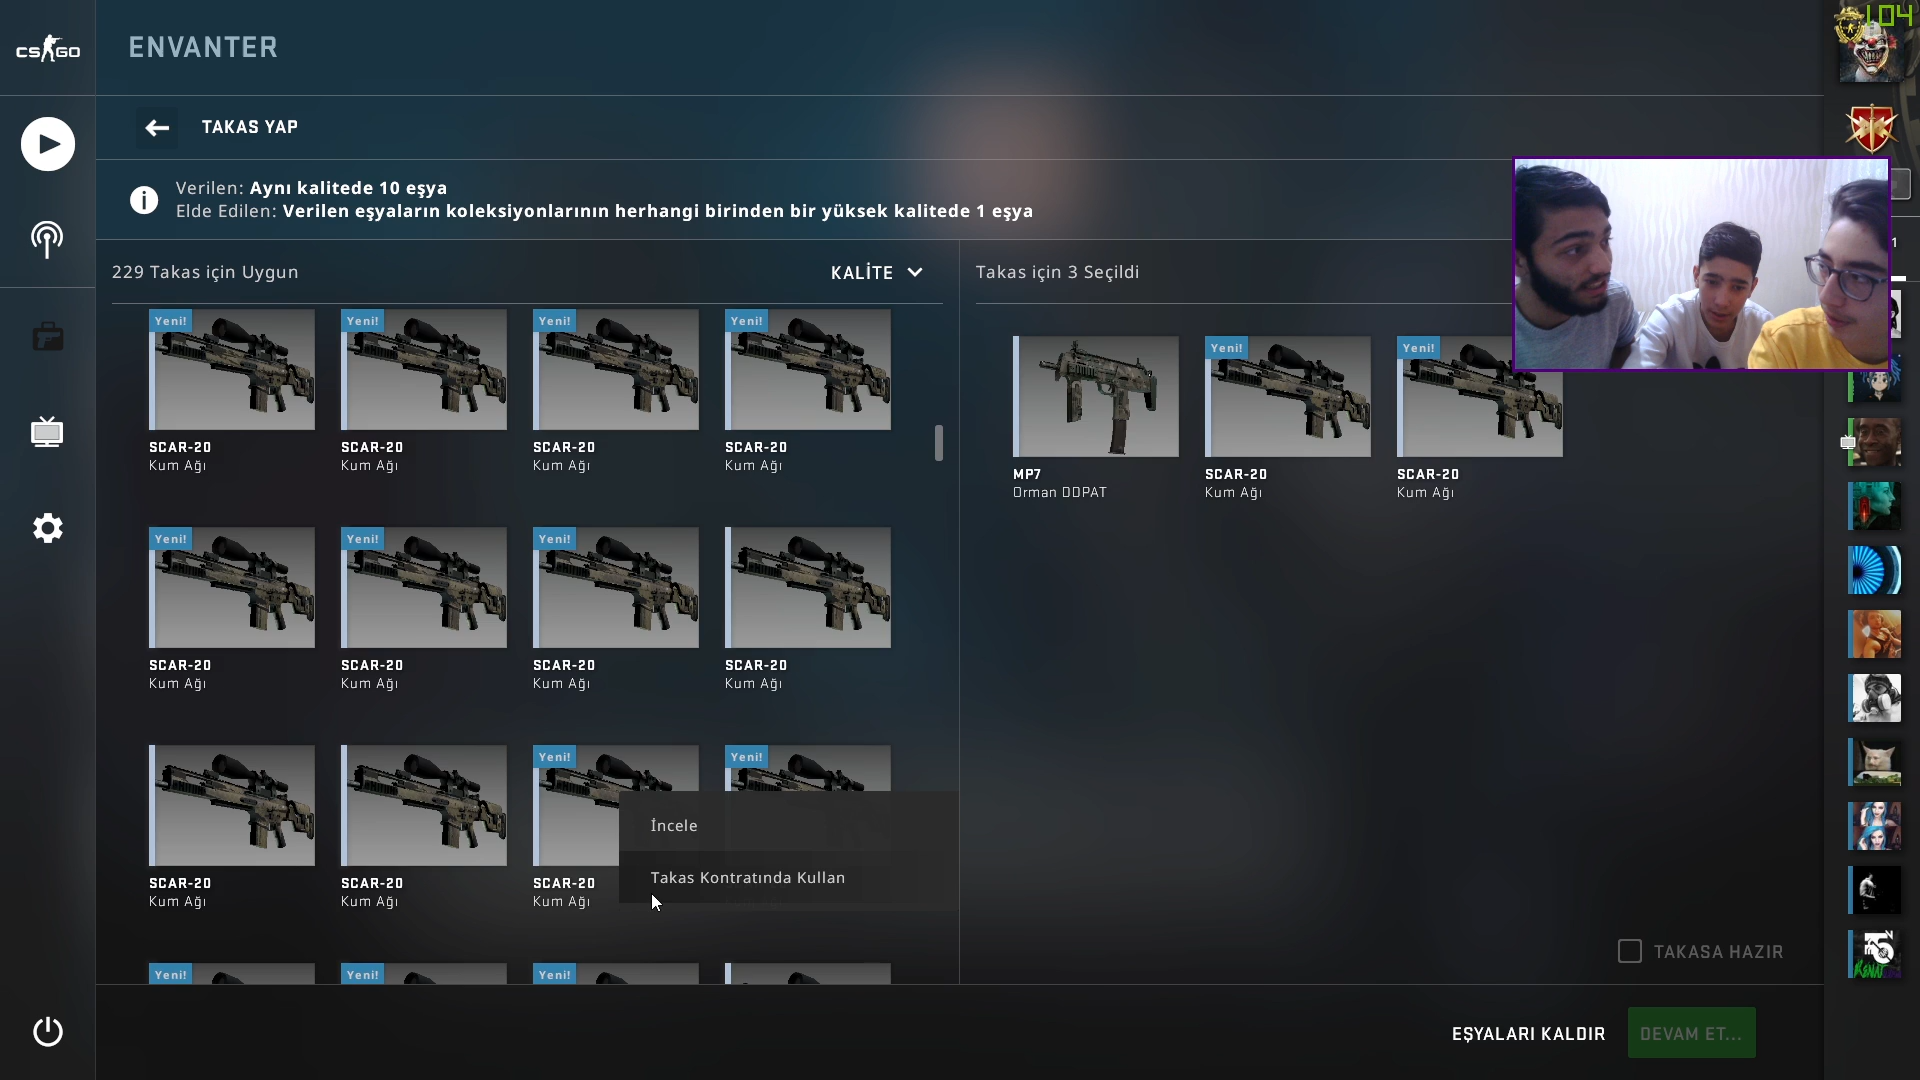 CS GO
ENVANTER
104
TAKAS YAP
Verilen: Aynı kalitede 10 eşya
Elde Edilen: Verilen eşyaların koleksiyonlarının herhangi birinden bir yüksek kalitede 1 eşya
229 Takas için Uygun
KALİTE
Takas için 3 Seçildi
1
Yeni! Yeni! Yeni! Yeni!
SCAR-20 SCAR-20 SCAR-20 SCAR-20
Kum Ağı Kum Ağı Kum Ağı Kum Ağı
Yeni! Yeni!
MP7 SCAR-20 SCAR-20
Orman DDPAT Kum Ağı Kum Ağı
Yeni! Yeni! Yeni!
SCAR-20 SCAR-20 SCAR-20 SCAR-20
Kum Ağı Kum Ağı Kum Ağı Kum Ağı
Yeni! Yeni!
SCAR-20 SCAR-20 SCAR-20
Kum Ağı Kum Ağı Kum Ağı
İncele
Takas Kontratında Kullan
Yeni! Yeni! Yeni!
TAKASA HAZIR
EŞYALARI KALDIR
DEVAM ET...